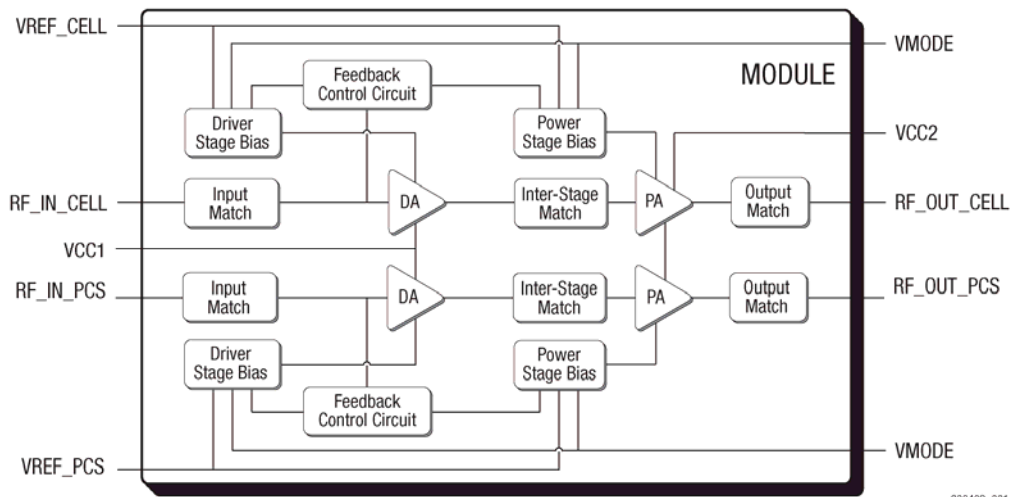 VREF_CELL
VMODE
MODULE
Feedback
Control Circuit
Driver
Stage Bias
Power
Stage Bias
VCC2
RF_IN_CELL
Input
Match
DA
Inter-Stage
Match
PA
Output
Match
RF_OUT_CELL
VCC1
RF_IN_PCS
Input
Match
DA
Inter-Stage
Match
PA
Output
Match
RF_OUT_PCS
Driver
Stage Bias
Power
Stage Bias
Feedback
Control Circuit
VREF_PCS
VMODE